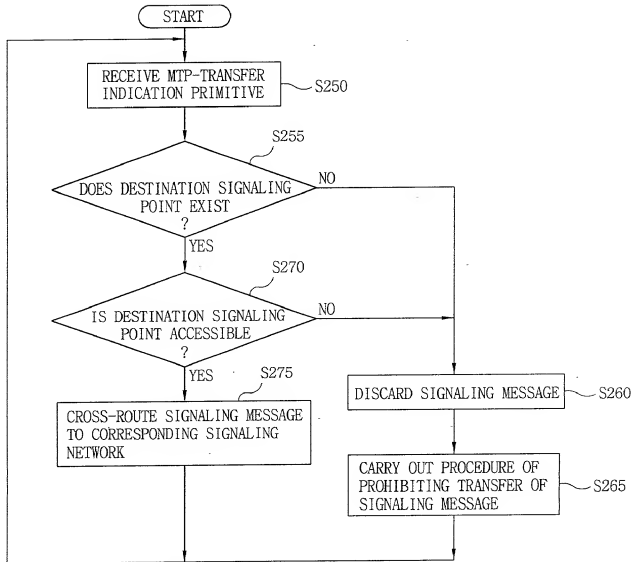 START
RECEIVE MTP-TRANSFER
INDICATION PRIMITIVE
S250
S255
DOES DESTINATION SIGNALING
POINT EXIST
?
NO
YES
S270
IS DESTINATION SIGNALING
POINT ACCESSIBLE
?
NO
YES
S275
CROSS-ROUTE SIGNALING MESSAGE
TO CORRESPONDING SIGNALING
NETWORK
DISCARD SIGNALING MESSAGE
S260
CARRY OUT PROCEDURE OF
PROHIBITING TRANSFER OF
SIGNALING MESSAGE
S265